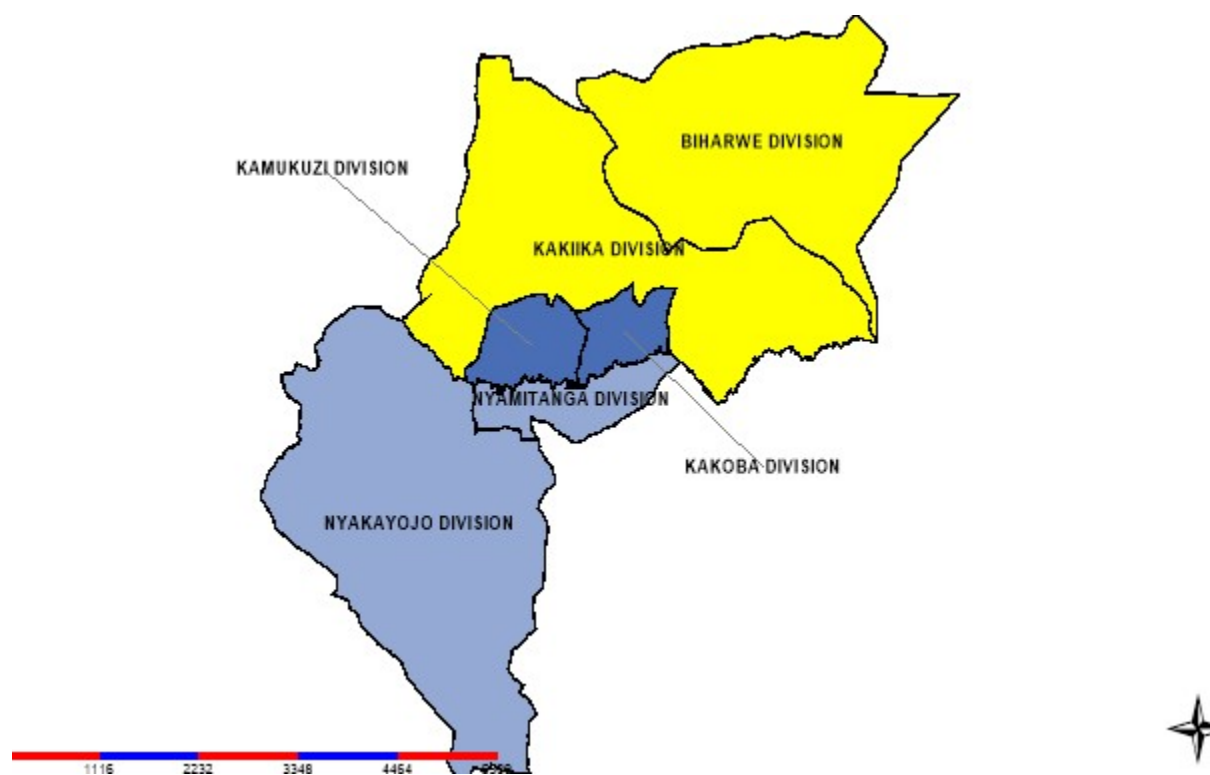 BIHARWE DIVISION
KAMUKUZI DIVISION
KAKIIKA DIVISION
NYAMITANGA DIVISION
KAKOBA DIVISION
NYAKAYOJO DIVISION
1116 2232 3348 4464